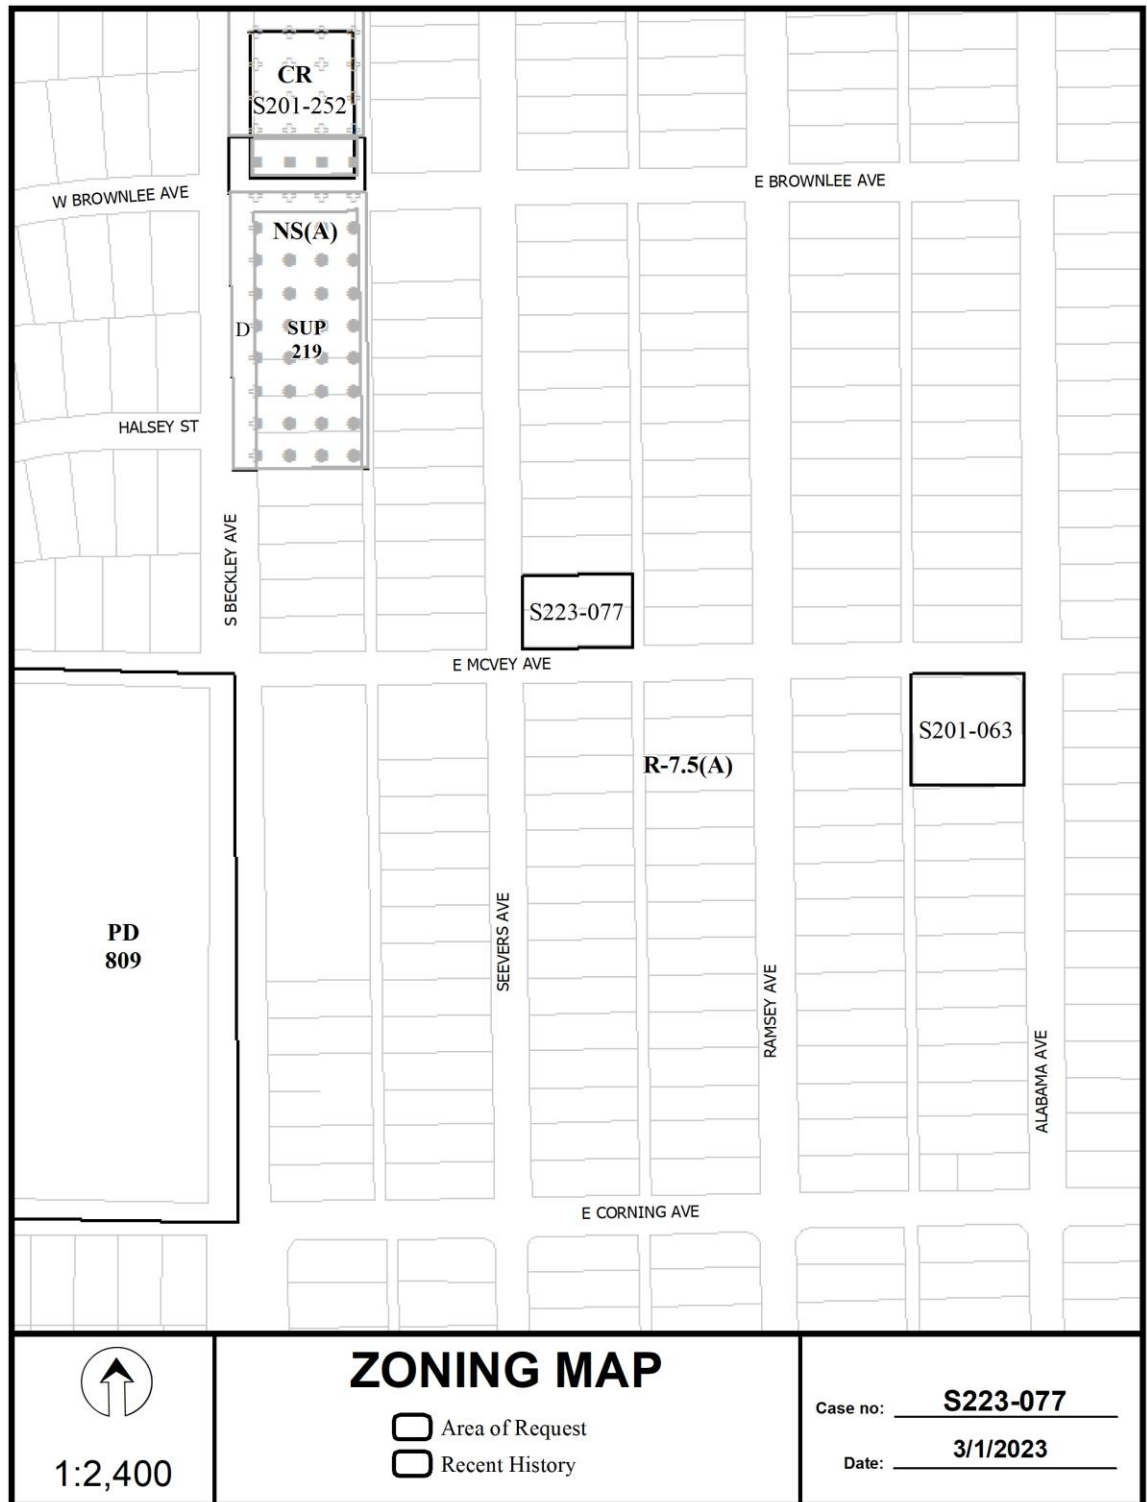 CR
S201-252
W BROWNLEE AVE
E BROWNLEE AVE
NS(A)
D
SUP
219
HALSEY ST
S BECKLEY AVE
S223-077
E MCVEY AVE
S201-063
R-7.5(A)
PD
809
SEEVERS AVE
RAMSEY AVE
ALABAMA AVE
E CORNING AVE
1:2,400
ZONING MAP
Area of Request
Recent History
Case no: S223-077
Date: 3/1/2023